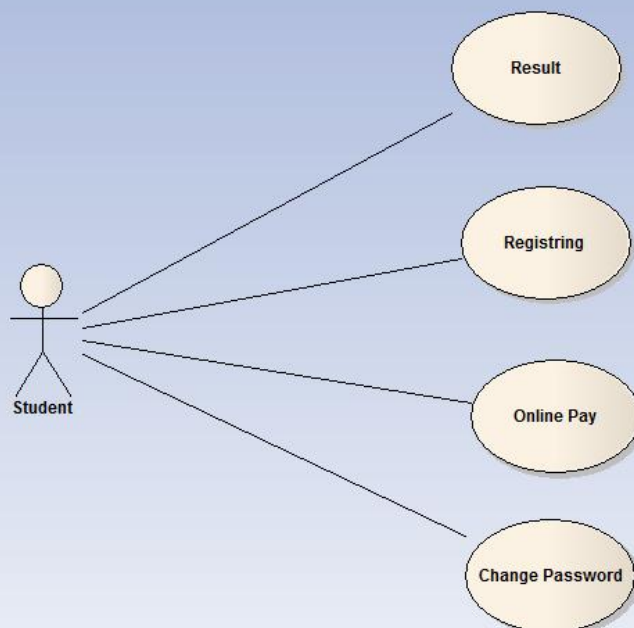 Result
Registring
Student
Online Pay
Change Password